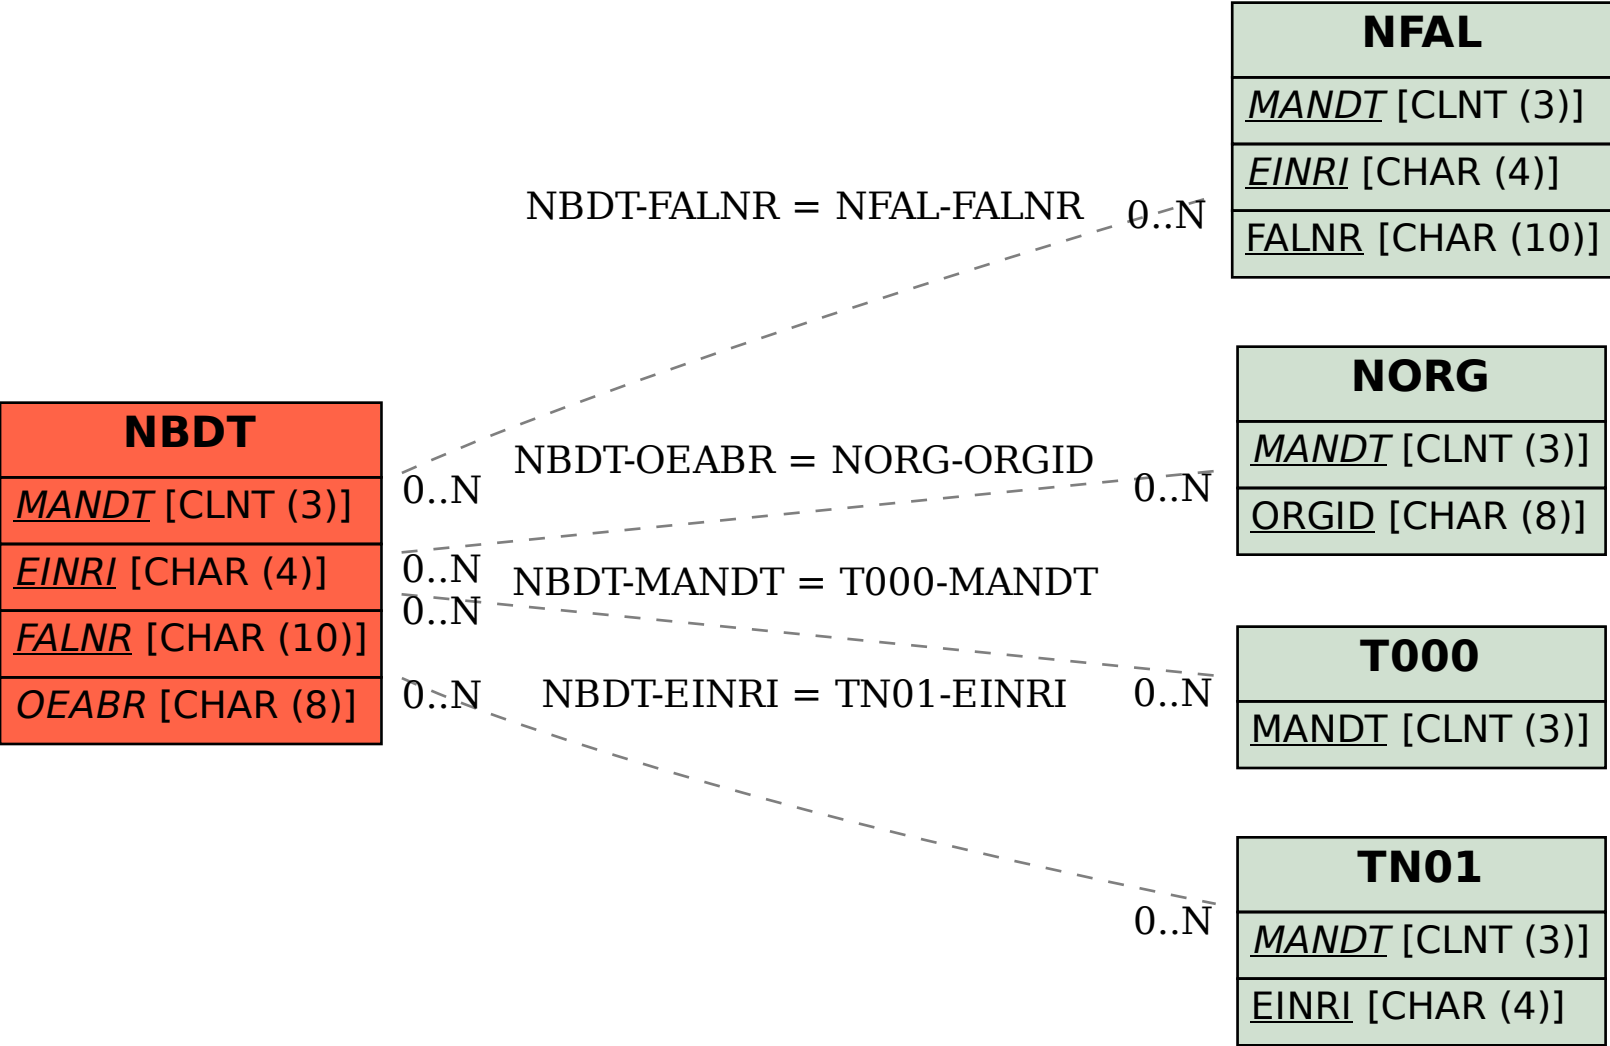 NFAL
MANDT [CLNT (3)]
EINRI [CHAR (4)]
FALNR [CHAR (10)]
NBDT-FALNR = NFAL-FALNR
0..N
NORG
MANDT [CLNT (3)]
ORGID [CHAR (8)]
NBDT
MANDT [CLNT (3)]
EINRI [CHAR (4)]
FALNR [CHAR (10)]
OEABR [CHAR (8)]
0..N
NBDT-OEABR = NORG-ORGID
0..N
0..N
NBDT-MANDT = T000-MANDT
0..N
0..N
NBDT-EINRI = TN01-EINRI
0..N
T000
MANDT [CLNT (3)]
0..N
TN01
MANDT [CLNT (3)]
EINRI [CHAR (4)]